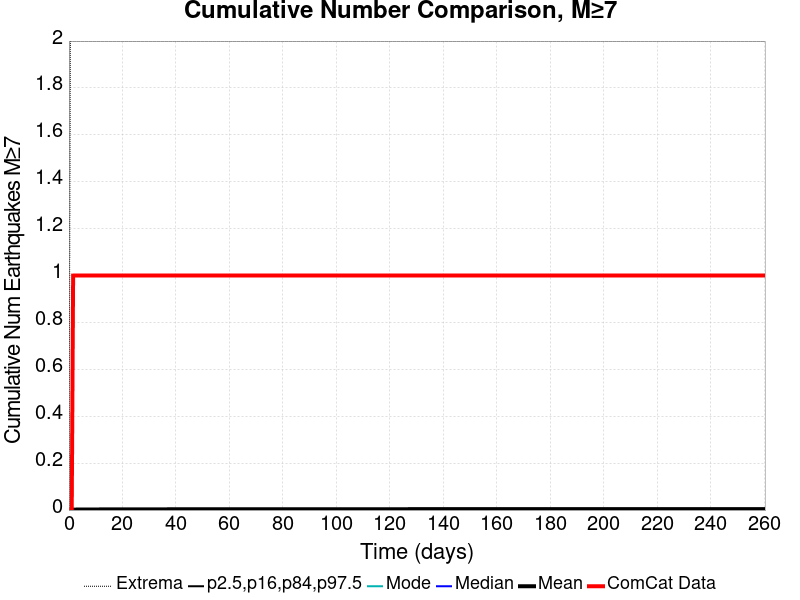 Cumulative Number Comparison, M≥7
Cumulative Num Earthquakes M≥7
2
1.8
1.6
1.4
1.2
1
0.8
0.6
0.4
0.2
0
0 20 40 60 80 100 120 140 160 180 200 220 240 260
Time (days)
Extrema p2.5,p16,p84,p97.5 Mode Median Mean ComCat Data